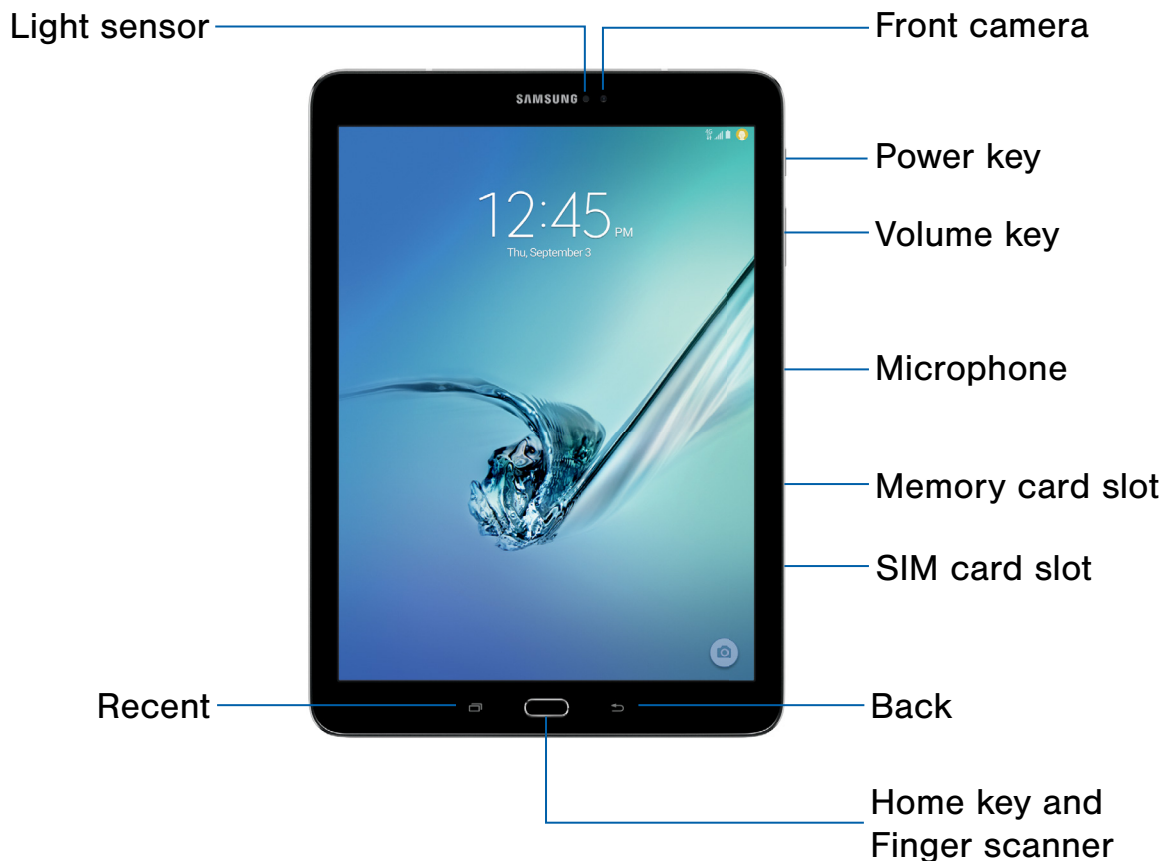 Light sensor
Front camera
SAMSUNG
Power key
12:45 PM
Thu, September 3
Volume key
Microphone
Memory card slot
SIM card slot
Recent
Back
Home key and
Finger scanner